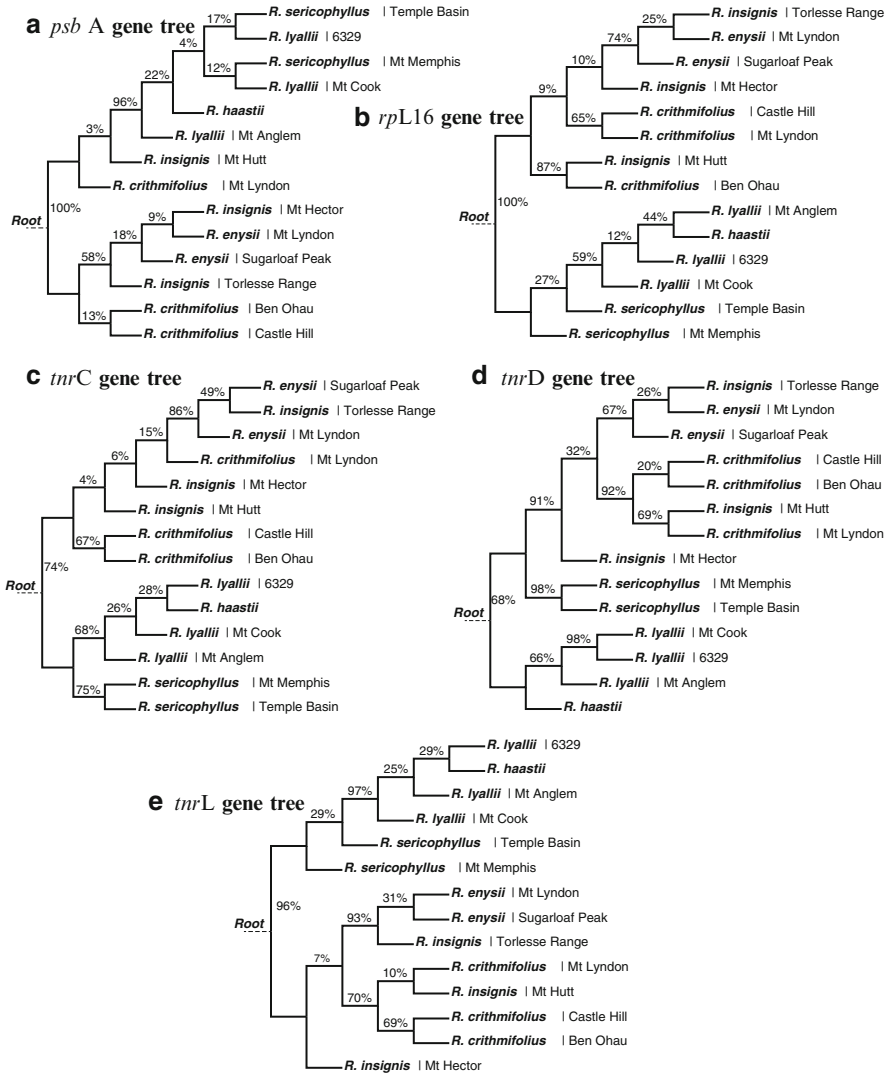 a psb A gene tree
17%
R. sericophyllus | Temple Basin
R. lyallii | 6329
4%
12%
R. sericophyllus | Mt Memphis
R. lyallii | Mt Cook
22%
R. haastii
96%
R. lyallii | Mt Anglem
3%
R. insignis | Mt Hutt
R. crithmifolius | Mt Lyndon
Root
100%
9%
R. insignis | Mt Hector
R. enysii | Mt Lyndon
18%
R. enysii | Sugarloaf Peak
58%
R. insignis | Torlesse Range
13%
R. crithmifolius | Ben Ohau
R. crithmifolius | Castle Hill
b rpL16 gene tree
25%
R. insignis | Torlesse Range
R. enysii | Mt Lyndon
74%
R. enysii | Sugarloaf Peak
10%
R. insignis | Mt Hector
9%
65%
R. crithmifolius | Castle Hill
R. crithmifolius | Mt Lyndon
87%
R. insignis | Mt Hutt
R. crithmifolius | Ben Ohau
Root
100%
44%
R. lyallii | Mt Anglem
R. haastii
12%
R. lyallii | 6329
59%
R. lyallii | Mt Cook
27%
R. sericophyllus | Temple Basin
R. sericophyllus | Mt Memphis
c tnrC gene tree
49%
R. enysii | Sugarloaf Peak
R. insignis | Torlesse Range
86%
R. enysii | Mt Lyndon
15%
R. crithmifolius | Mt Lyndon
6%
R. insignis | Mt Hector
4%
R. insignis | Mt Hutt
67%
R. crithmifolius | Castle Hill
R. crithmifolius | Ben Ohau
Root
74%
28%
R. lyallii | 6329
R. haastii
26%
R. lyallii | Mt Cook
68%
R. lyallii | Mt Anglem
75%
R. sericophyllus | Mt Memphis
R. sericophyllus | Temple Basin
d tnrD gene tree
26%
R. insignis | Torlesse Range
R. enysii | Mt Lyndon
67%
R. enysii | Sugarloaf Peak
32%
20%
R. crithmifolius | Castle Hill
R. crithmifolius | Ben Ohau
92%
69%
R. insignis | Mt Hutt
R. crithmifolius | Mt Lyndon
91%
R. insignis | Mt Hector
98%
R. sericophyllus | Mt Memphis
R. sericophyllus | Temple Basin
Root
68%
98%
R. lyallii | Mt Cook
R. lyallii | 6329
66%
R. lyallii | Mt Anglem
R. haastii
e tnrL gene tree
29%
R. lyallii | 6329
R. haastii
25%
R. lyallii | Mt Anglem
97%
R. lyallii | Mt Cook
29%
R. sericophyllus | Temple Basin
R. sericophyllus | Mt Memphis
Root
96%
31%
R. enysii | Mt Lyndon
R. enysii | Sugarloaf Peak
93%
R. insignis | Torlesse Range
7%
10%
R. crithmifolius | Mt Lyndon
R. insignis | Mt Hutt
70%
69%
R. crithmifolius | Castle Hill
R. crithmifolius | Ben Ohau
R. insignis | Mt Hector